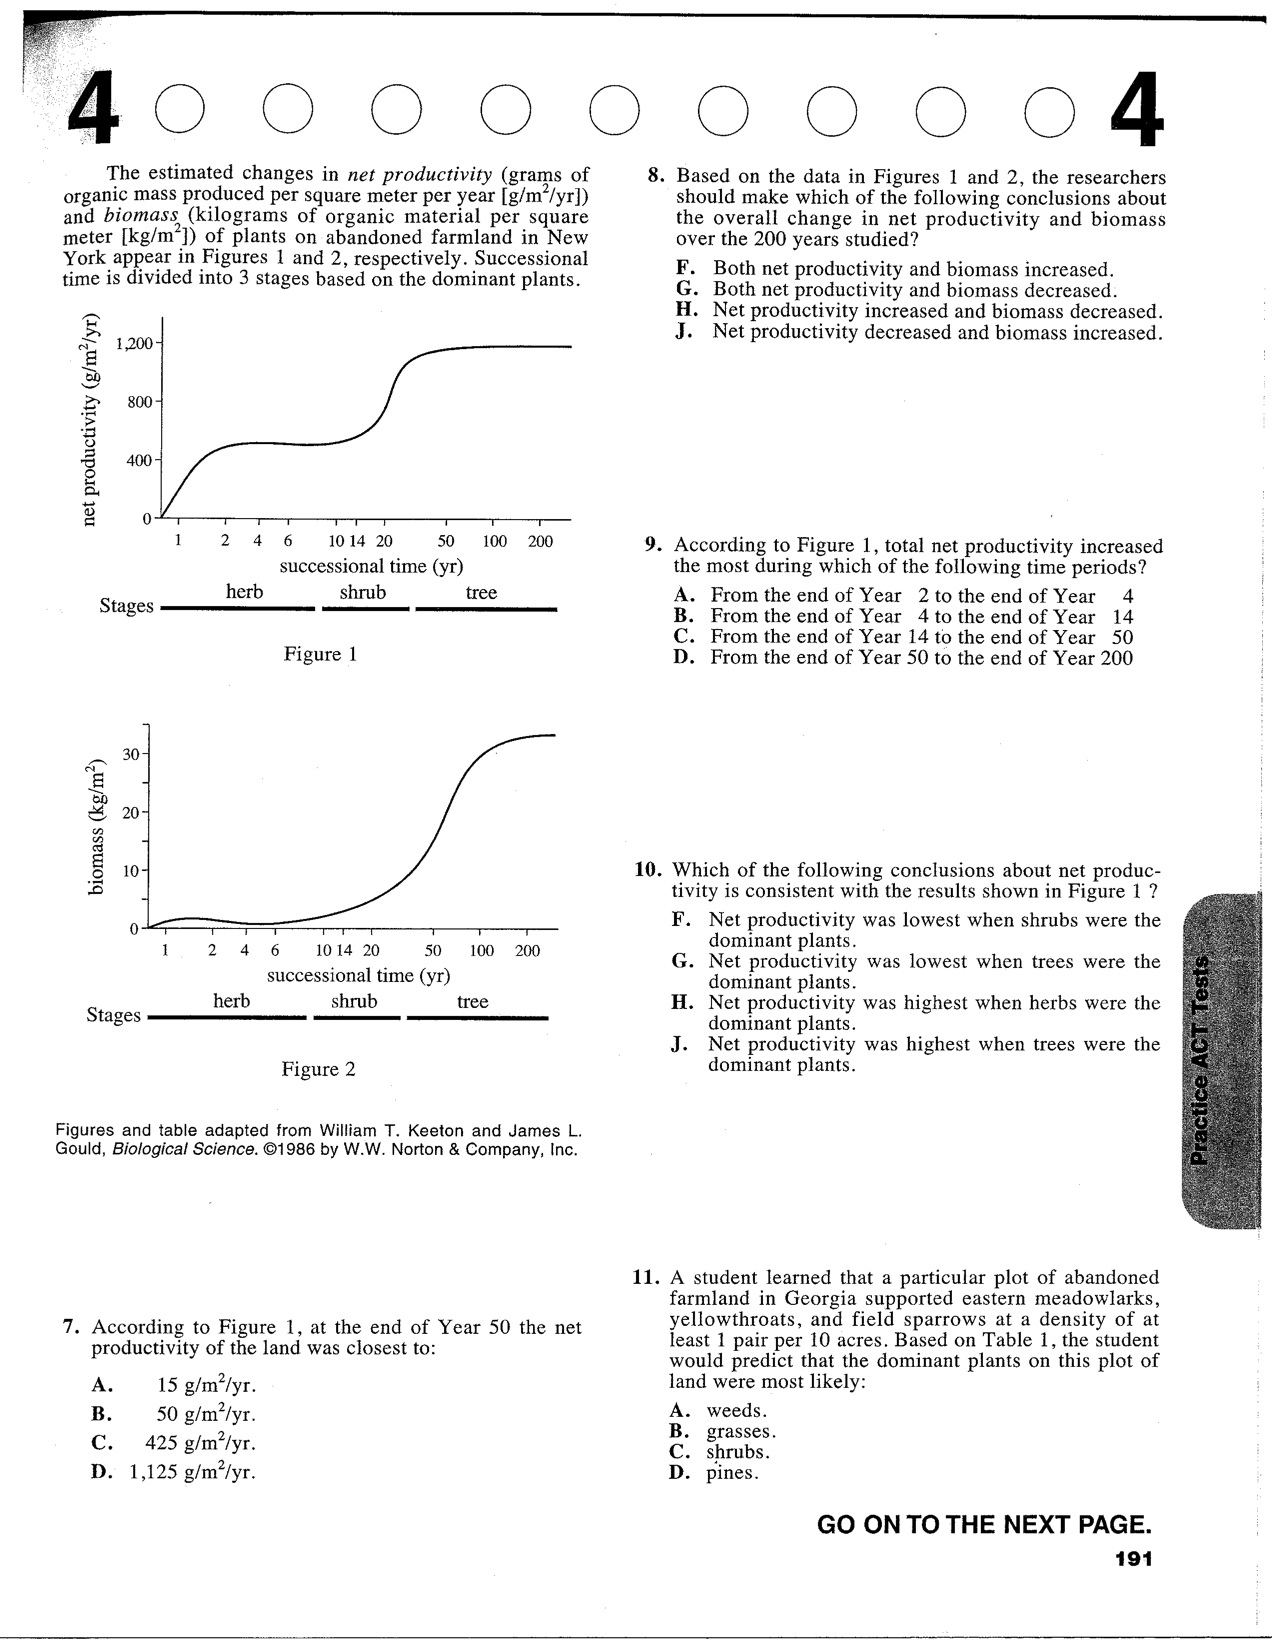 4 4
The estimated changes in net productivity (grams of
organic mass produced per square meter per year [g/m²/yr])
and biomass (kilograms of organic material per square
meter [kg/m²]) of plants on abandoned farmland in New
York appear in Figures 1 and 2, respectively. Successional
time is divided into 3 stages based on the dominant plants.
net productivity (g/m²/yr)
1,200
800
400
0
1 2 4 6 10 14 20 50 100 200
successional time (yr)
herb shrub tree
Stages
Figure 1
biomass (kg/m²)
30
20
10
0
1 2 4 6 10 14 20 50 100 200
successional time (yr)
herb shrub tree
Stages
Figure 2
Figures and table adapted from William T. Keeton and James L.
Gould, Biological Science. ©1986 by W.W. Norton & Company, Inc.
7. According to Figure 1, at the end of Year 50 the net
productivity of the land was closest to:
A. 15 g/m²/yr.
B. 50 g/m²/yr.
C. 425 g/m²/yr.
D. 1,125 g/m²/yr.
8. Based on the data in Figures 1 and 2, the researchers
should make which of the following conclusions about
the overall change in net productivity and biomass
over the 200 years studied?
F. Both net productivity and biomass increased.
G. Both net productivity and biomass decreased.
H. Net productivity increased and biomass decreased.
J. Net productivity decreased and biomass increased.
9. According to Figure 1, total net productivity increased
the most during which of the following time periods?
A. From the end of Year 2 to the end of Year 4
B. From the end of Year 4 to the end of Year 14
C. From the end of Year 14 to the end of Year 50
D. From the end of Year 50 to the end of Year 200
10. Which of the following conclusions about net produc-
tivity is consistent with the results shown in Figure 1 ?
F. Net productivity was lowest when shrubs were the
dominant plants.
G. Net productivity was lowest when trees were the
dominant plants.
H. Net productivity was highest when herbs were the
dominant plants.
J. Net productivity was highest when trees were the
dominant plants.
11. A student learned that a particular plot of abandoned
farmland in Georgia supported eastern meadowlarks,
yellowthroats, and field sparrows at a density of at
least 1 pair per 10 acres. Based on Table 1, the student
would predict that the dominant plants on this plot of
land were most likely:
A. weeds.
B. grasses.
C. shrubs.
D. pines.
Practice ACT Tests
GO ON TO THE NEXT PAGE.
191